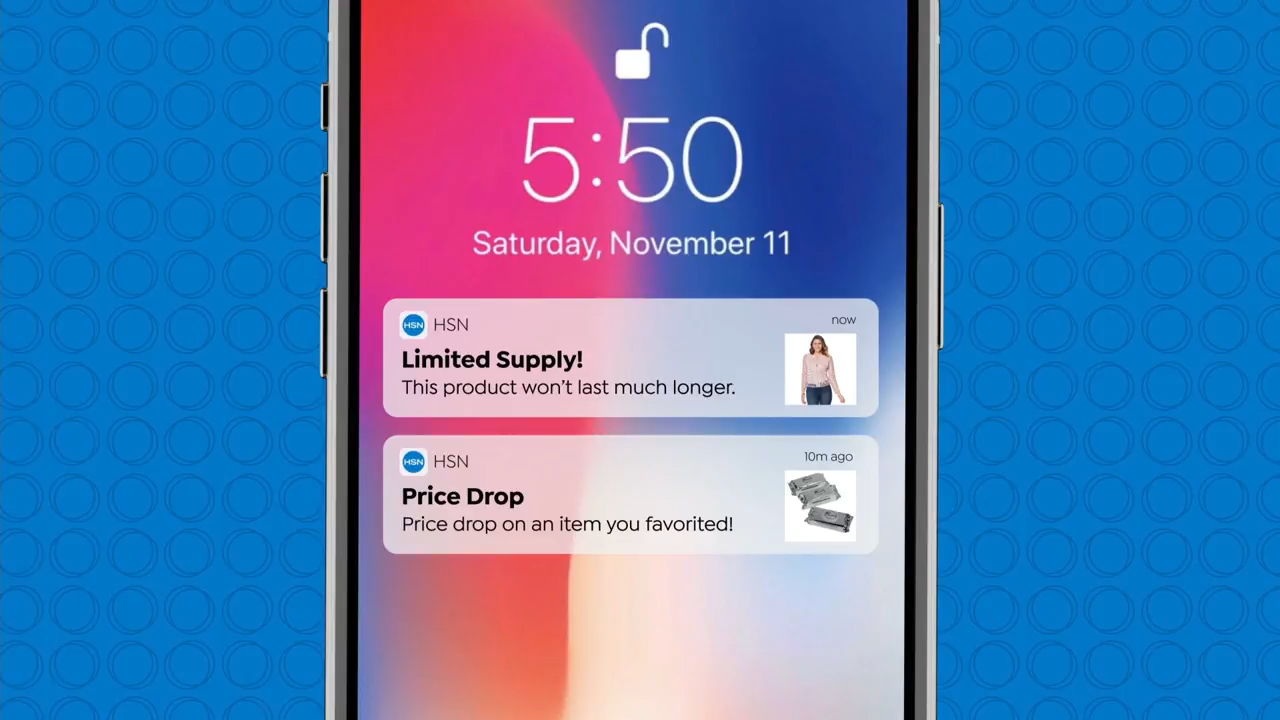 5:50
Saturday, November 11
HSN HSN
now
Limited Supply!
This product won't last much longer.
HSN HSN
10m ago
Price Drop
Price drop on an item you favorited!